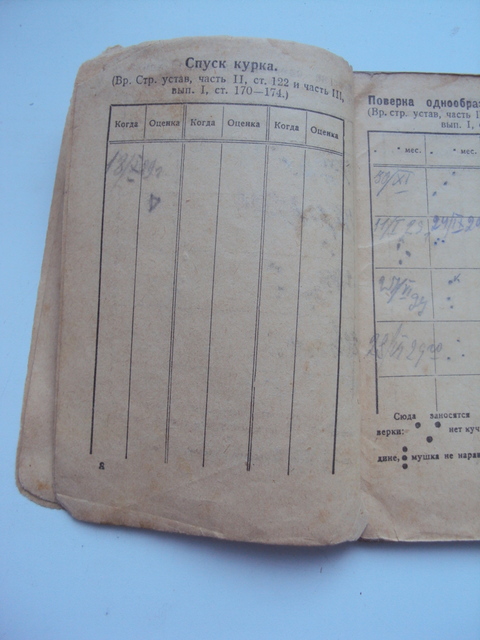 Спуск курка.
(Вр. Стр. устав, часть II, ст. 122 и часть III,
вып. I, ст. 170—174.)
Когда Оценка Когда Оценка Когда Оценка
8
Поверка однообра
(Вр. стр. устав, часть I
вып. I, с
мес. мес.
Сюда заносятся
верки: нет куч
дине, мушка не нара